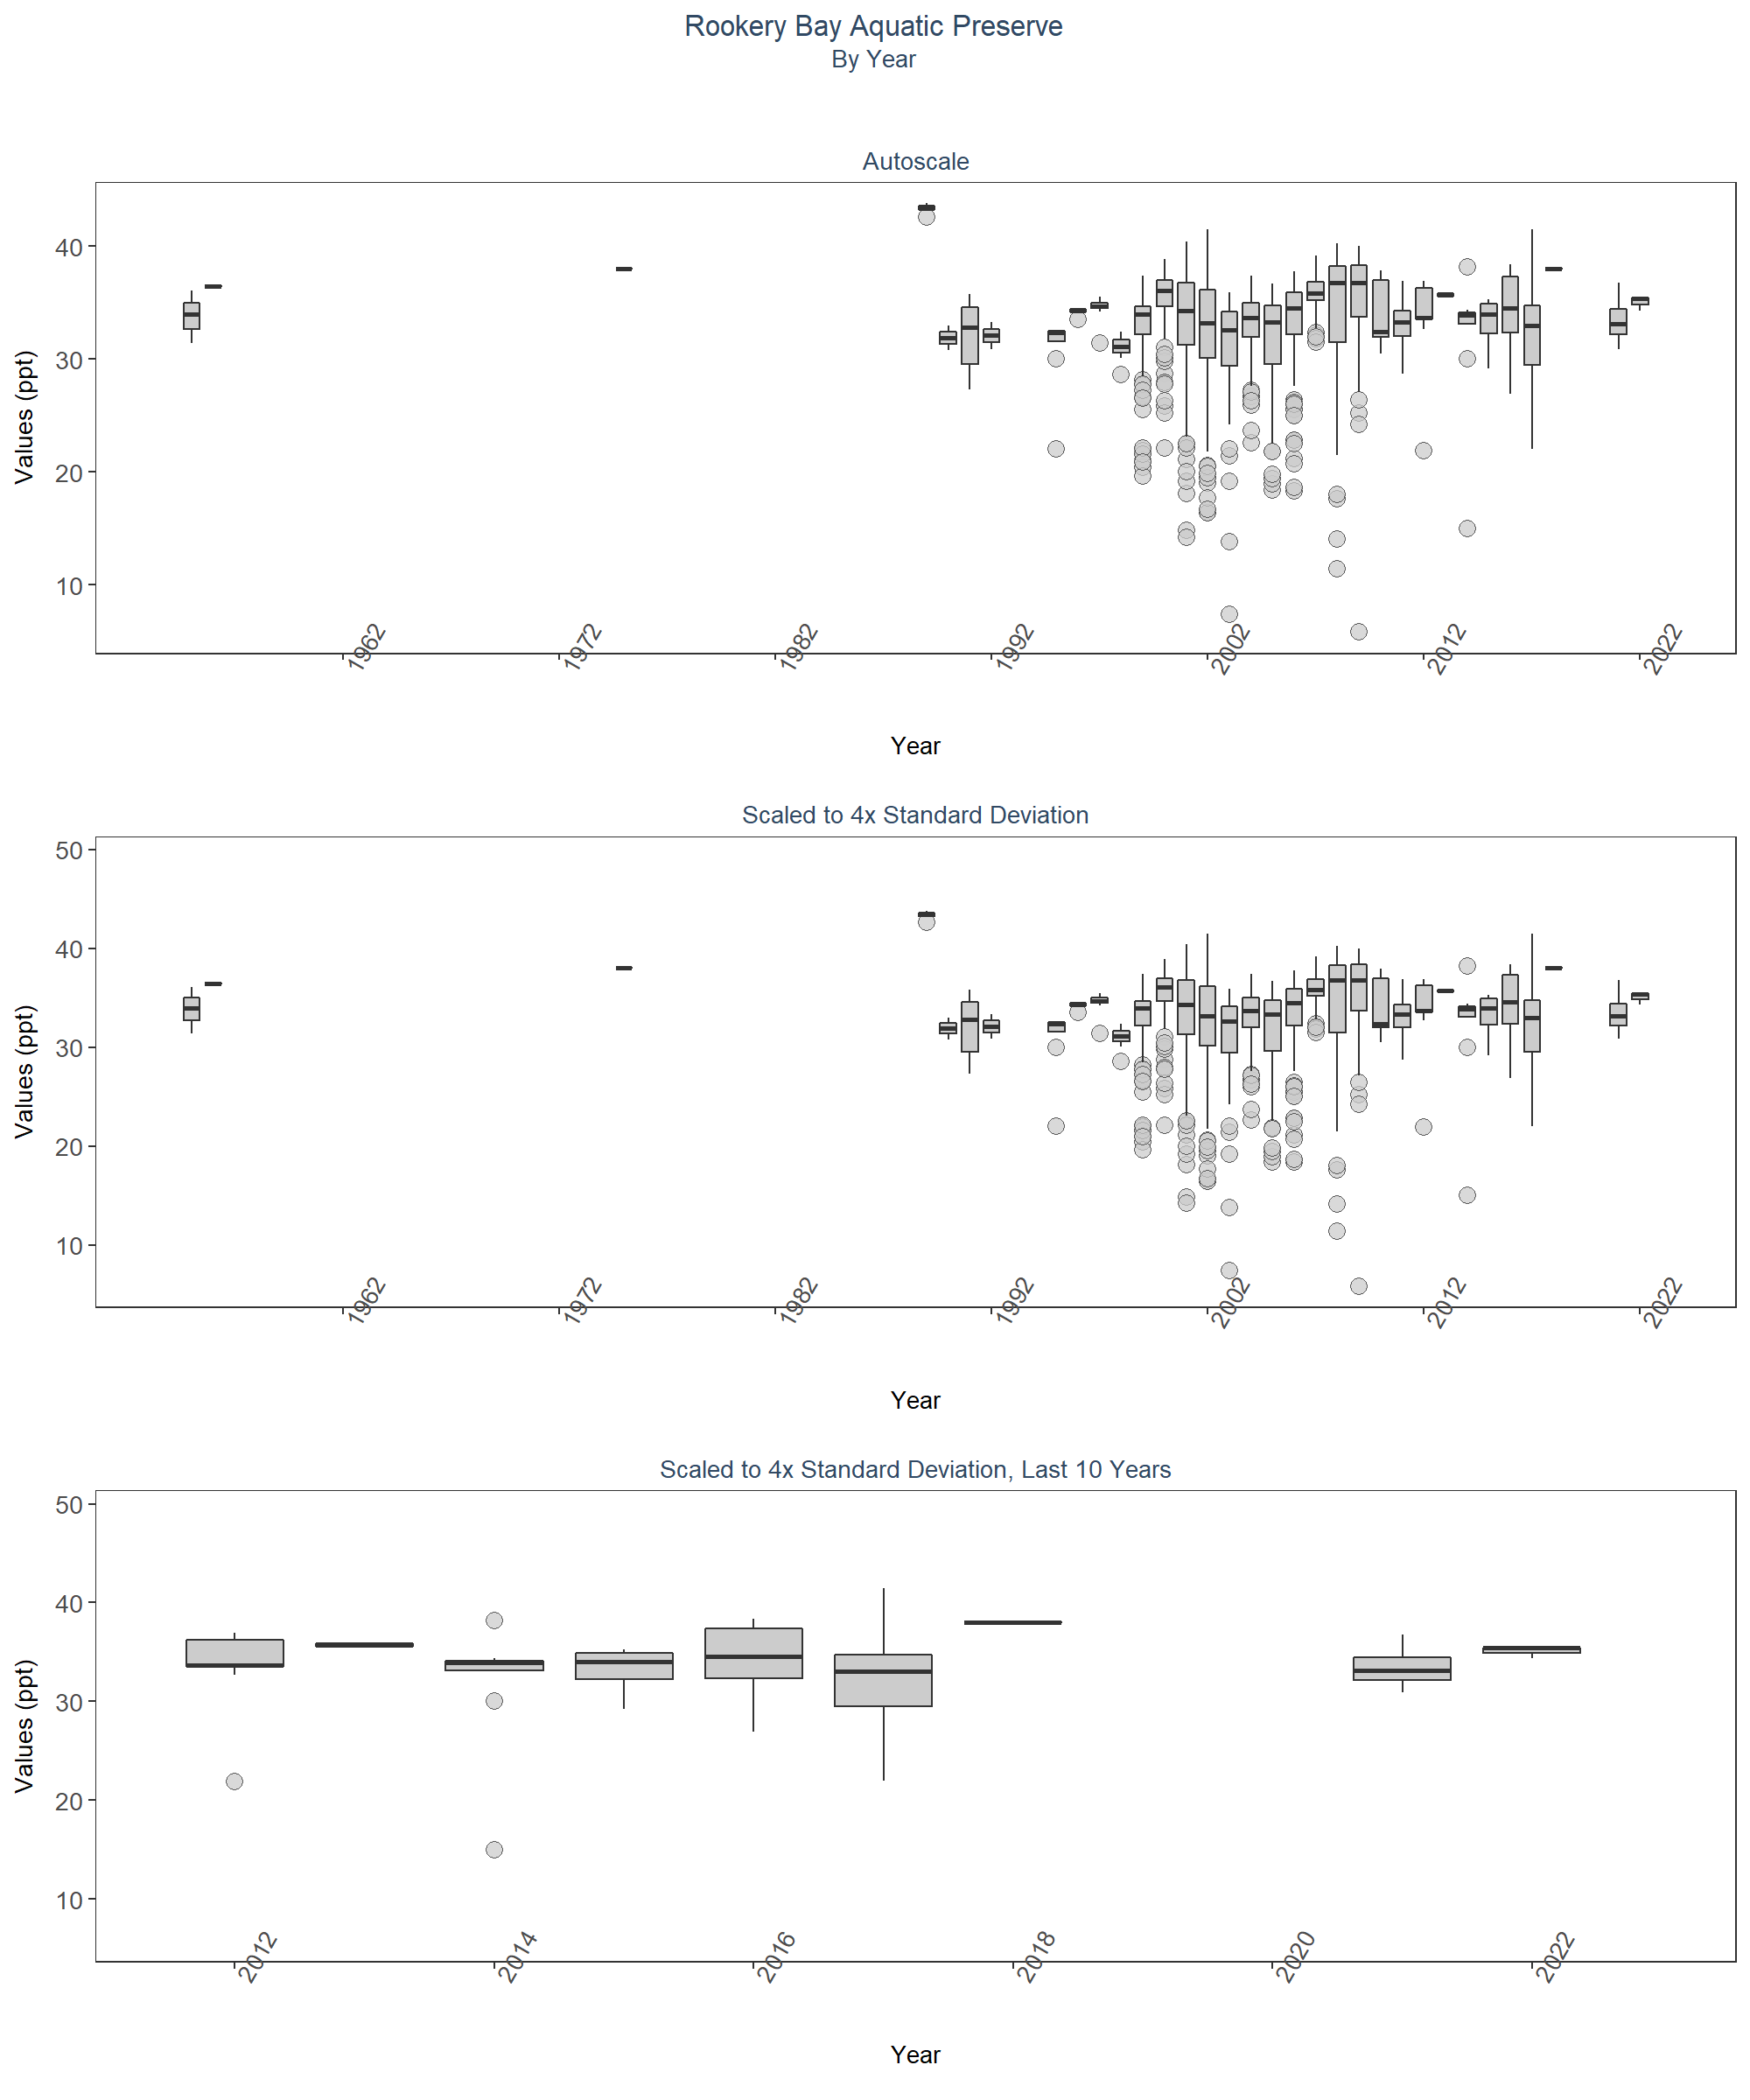 Rookery Bay Aquatic Preserve
By Year
Autoscale
Values (ppt)
40
30
20
10
1962 1972 1982 1992 2002 2012 2022
Year
Scaled to 4x Standard Deviation
Values (ppt)
50
40
30
20
10
1962 1972 1982 1992 2002 2012 2022
Year
Scaled to 4x Standard Deviation, Last 10 Years
Values (ppt)
50
40
30
20
10
2012 2014 2016 2018 2020 2022
Year